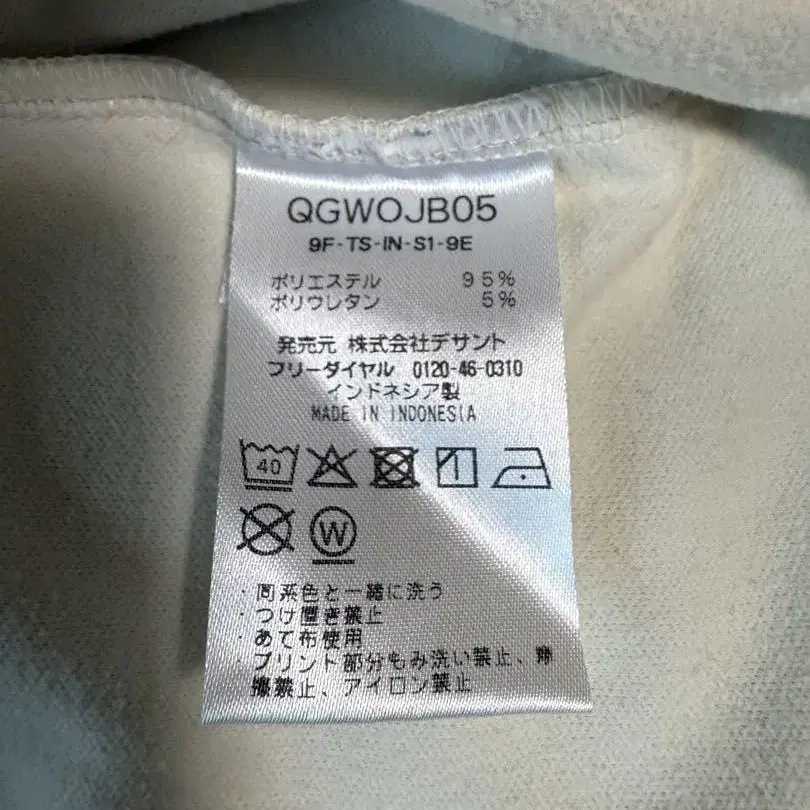 QGWOJB05
9F-TS-IN-S1-9E
ポリエステル 95%
ポリウレタン 5%
発売元 株式会社デサント
フリーダイヤル 0120-46-0310
インドネシア製
MADE IN INDONESIA
40
W
・同系色と一緒に洗う
・つけ置き禁止
・あて布使用
・プリント部分もみ洗い禁止、摩
擦禁止、アイロン禁止